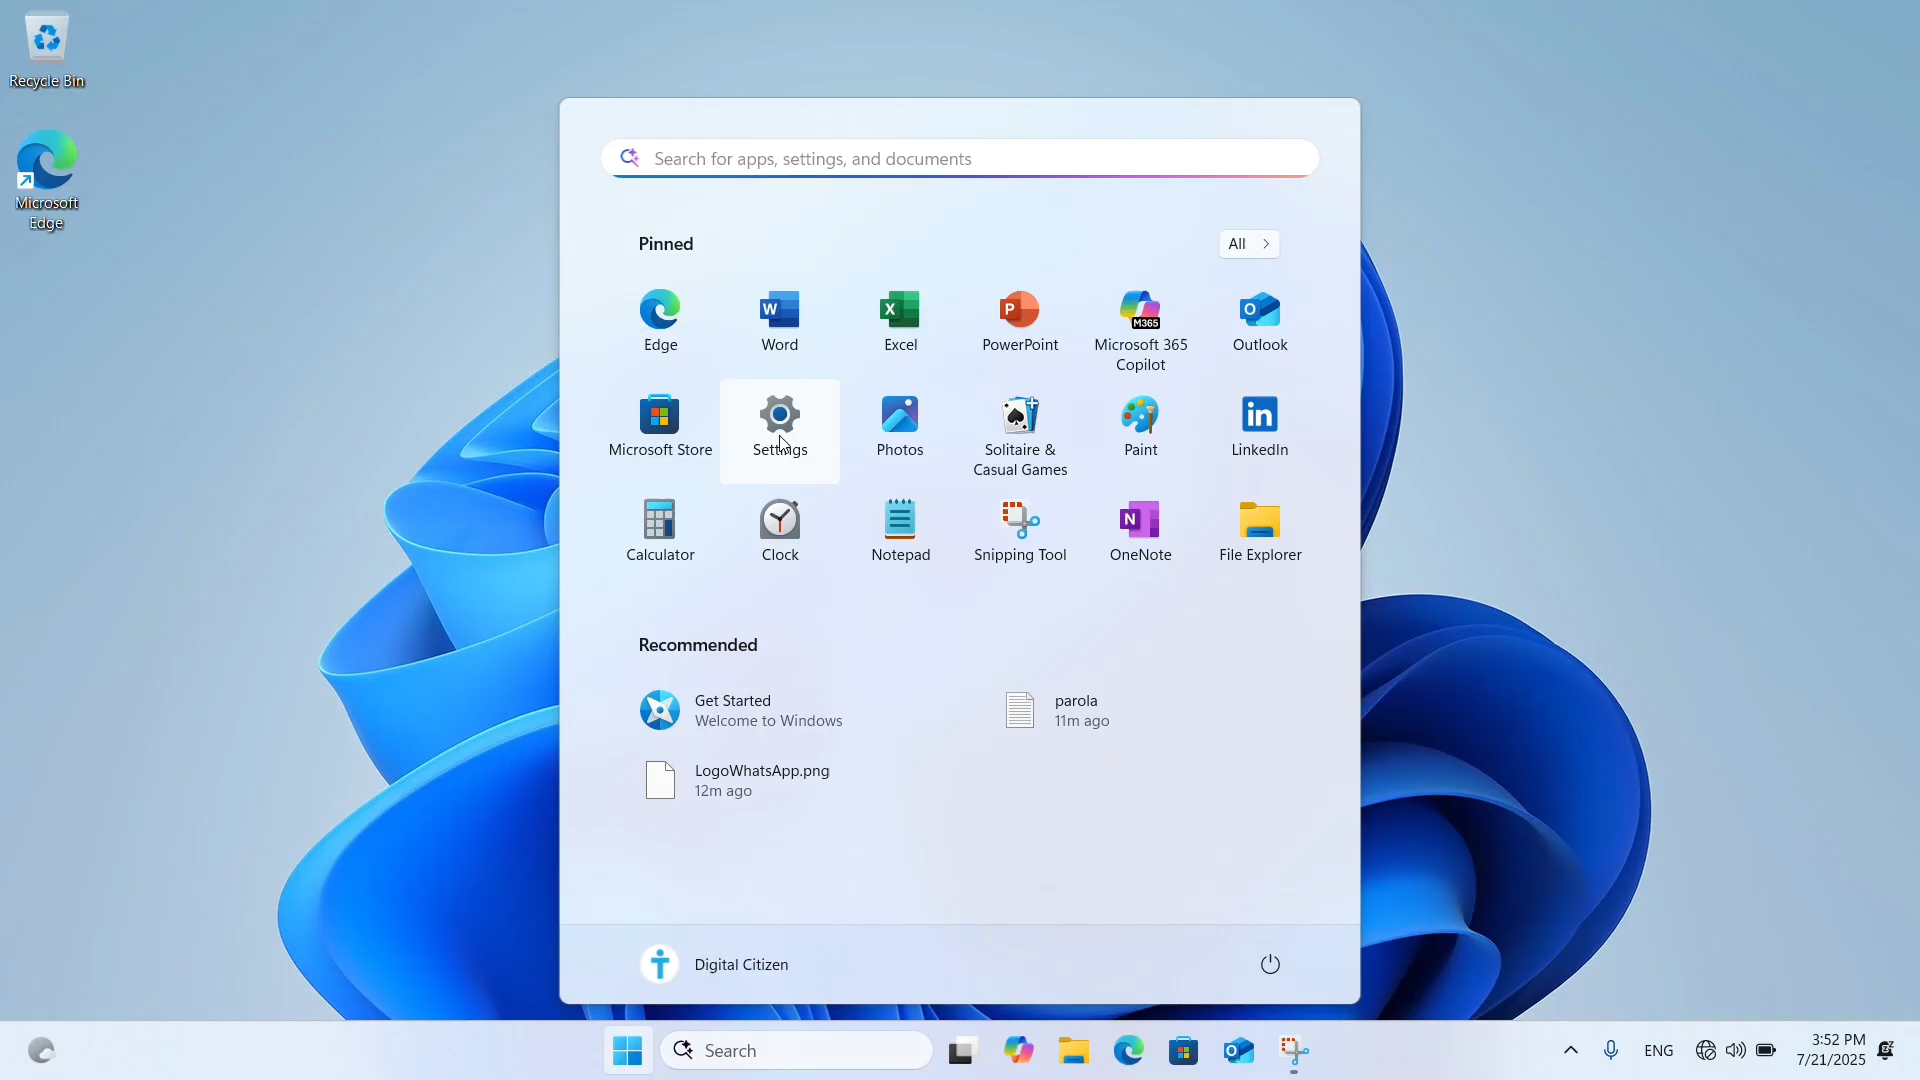 Recycle Bin
Microsoft
Edge
Search for apps, settings, and documents
Pinned
All
Edge
Word
Excel
PowerPoint
M365
Microsoft 365
Copilot
Outlook
Microsoft Store
Settings
Photos
Solitaire &
Casual Games
Paint
LinkedIn
Calculator
Clock
Notepad
Snipping Tool
OneNote
File Explorer
Recommended
Get Started
Welcome to Windows
parola
11m ago
LogoWhatsApp.png
12m ago
Digital Citizen
Search
ENG
3:52 PM
7/21/2025